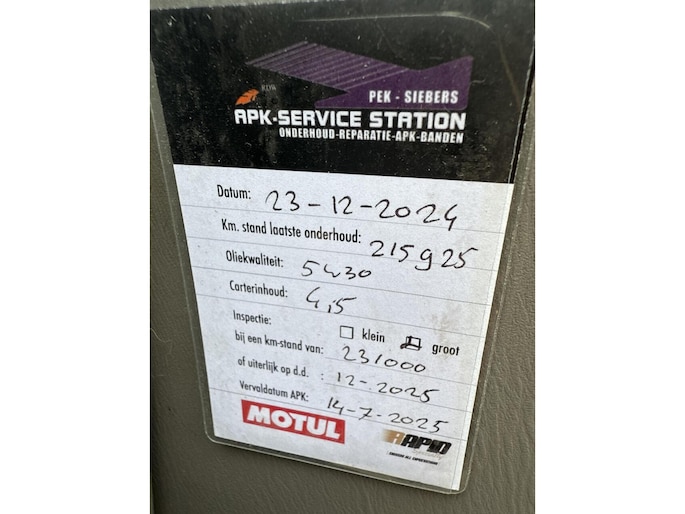 PEK - SIEBERS
APK-SERVICE STATION
ONDERHOUD-REPARATIE-APK-BANDEN
Datum: 23-12-2024
Km. stand laatste onderhoud: 215925
Oliekwaliteit: 5w30
Carterinhoud: 4,5
Inspectie: klein groot
bij een km-stand van: 231000
of uiterlijk op d.d. : 12-2025
Vervaldatum APK: 14-7-2025
MOTUL
RAPID